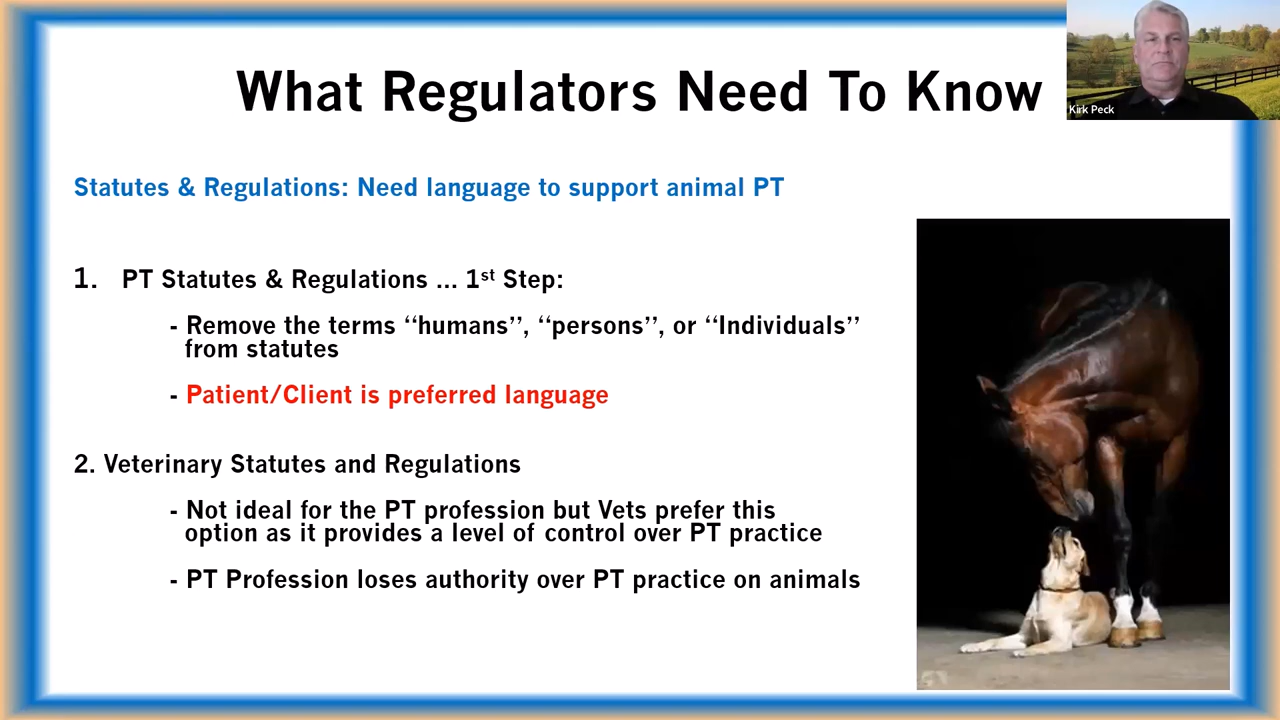 What Regulators Need To Know
Kirk Peck
Statutes & Regulations: Need language to support animal PT
1. PT Statutes & Regulations ... 1st Step:
- Remove the terms ‘‘humans’’, ‘‘persons’’, or ‘‘Individuals’’
from statutes
- Patient/Client is preferred language
2. Veterinary Statutes and Regulations
- Not ideal for the PT profession but Vets prefer this
option as it provides a level of control over PT practice
- PT Profession loses authority over PT practice on animals